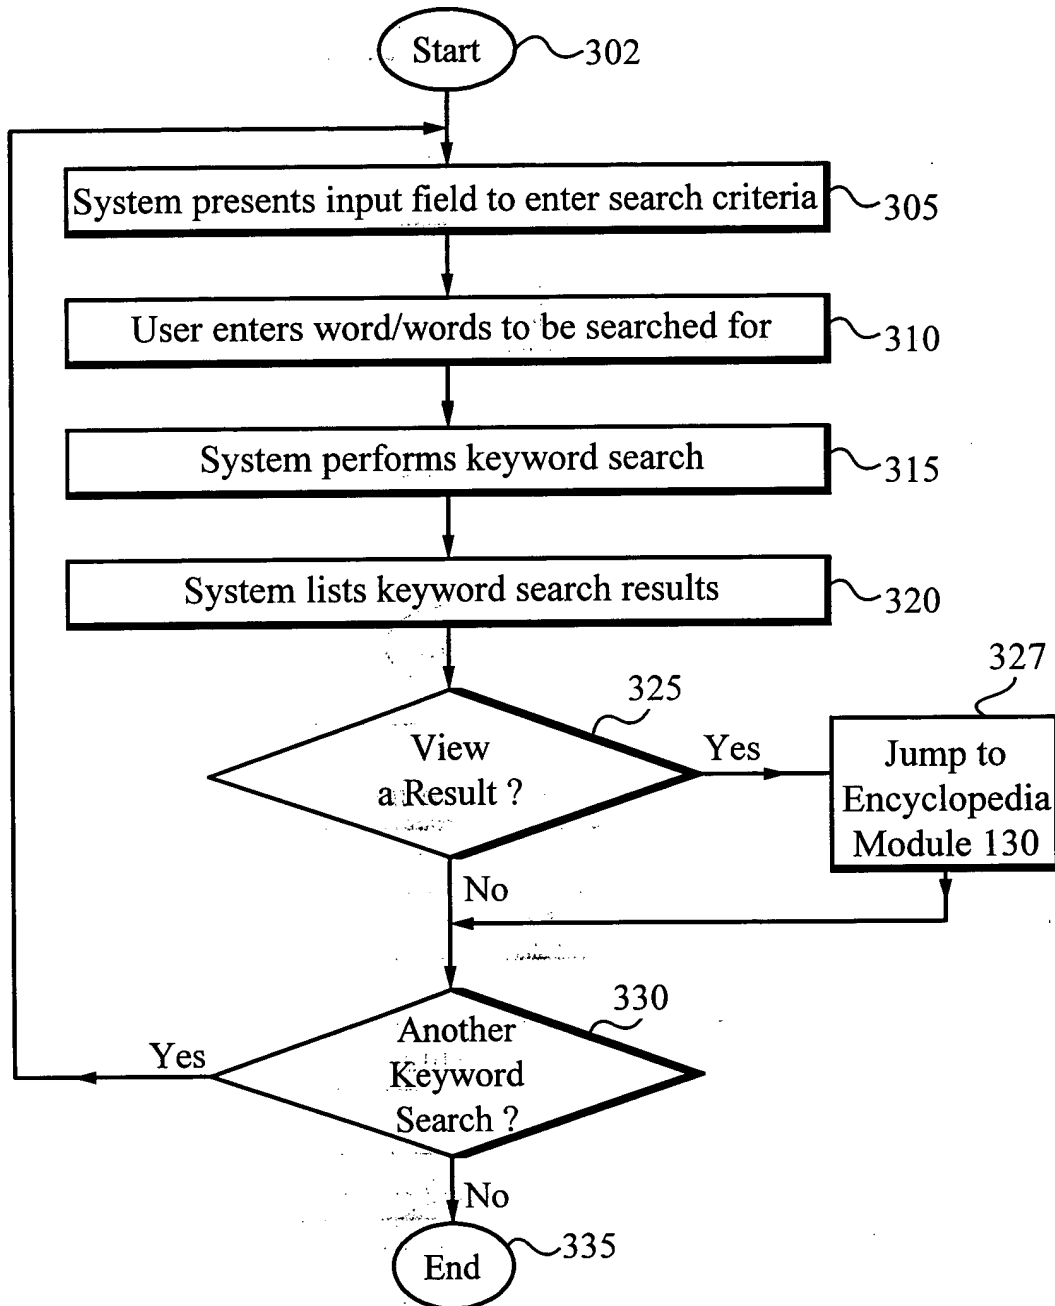 Start
302
System presents input field to enter search criteria
305
User enters word/words to be searched for
310
System performs keyword search
315
System lists keyword search results
320
325
327
View
a Result ?
Yes
Jump to
Encyclopedia
Module 130
No
330
Another
Keyword
Search ?
Yes
No
335
End